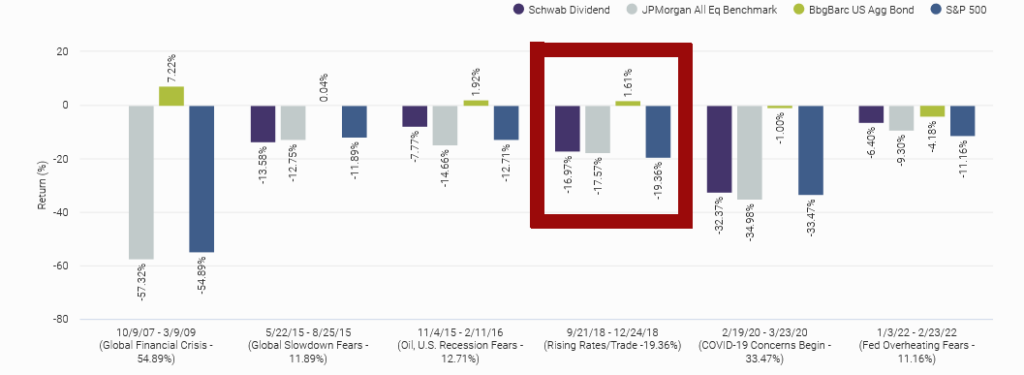 Schwab Dividend JPMorgan All Eq Benchmark BbgBarc US Agg Bond S&P 500
20
0
-20
-40
-60
-80
Return (%)
-57.32%
7.22%
-54.89%
-13.58%
-12.75%
0.04%
-11.89%
-7.77%
-14.66%
1.92%
-12.71%
-16.97%
-17.57%
1.61%
-19.36%
-32.37%
-34.98%
-1.00%
-33.47%
-6.40%
-9.30%
-4.18%
-11.16%
10/9/07 - 3/9/09
(Global Financial Crisis -
54.89%)
5/22/15 - 8/25/15
(Global Slowdown Fears -
11.89%)
11/4/15 - 2/11/16
(Oil, U.S. Recession Fears -
12.71%)
9/21/18 - 12/24/18
(Rising Rates/Trade -19.36%)
2/19/20 - 3/23/20
(COVID-19 Concerns Begin -
33.47%)
1/3/22 - 2/23/22
(Fed Overheating Fears -
11.16%)